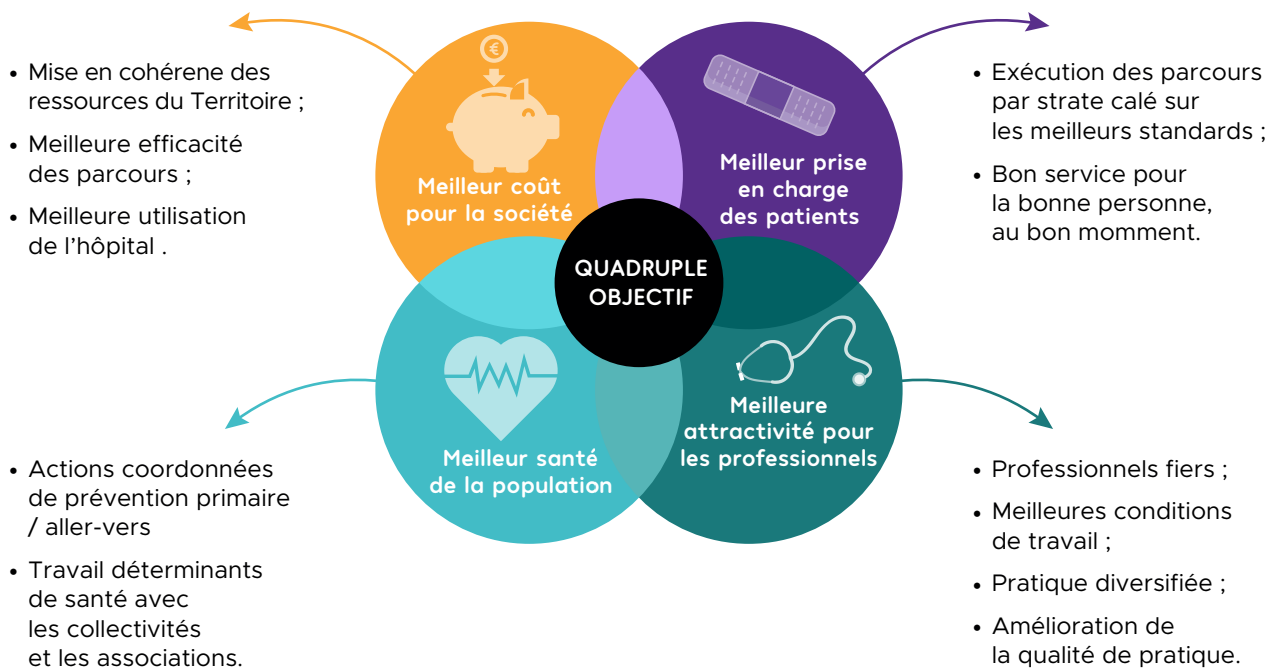 • Mise en cohérene des
ressources du Territoire ;
• Meilleure efficacité
des parcours ;
• Meilleure utilisation
de l'hôpital .
€
Meilleur coût
pour la société
Meilleur prise
en charge
des patients
• Exécution des parcours
par strate calé sur
les meilleurs standards ;
• Bon service pour
la bonne personne,
au bon momment.
QUADRUPLE
OBJECTIF
• Actions coordonnées
de prévention primaire
/ aller-vers
• Travail déterminants
de santé avec
les collectivités
et les associations.
Meilleur santé
de la population
Meilleure
attractivité pour
les professionnels
• Professionnels fiers ;
• Meilleures conditions
de travail ;
• Pratique diversifiée ;
• Amélioration de
la qualité de pratique.